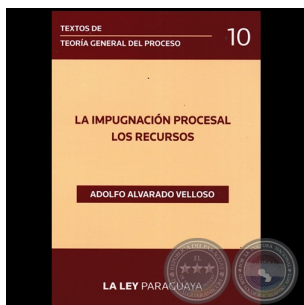 TEXTOS DE
TEORÍA GENERAL DEL PROCESO
10
LA IMPUGNACIÓN PROCESAL
LOS RECURSOS
ADOLFO ALVARADO VELLOSO
LA LEY PARAGUAYA